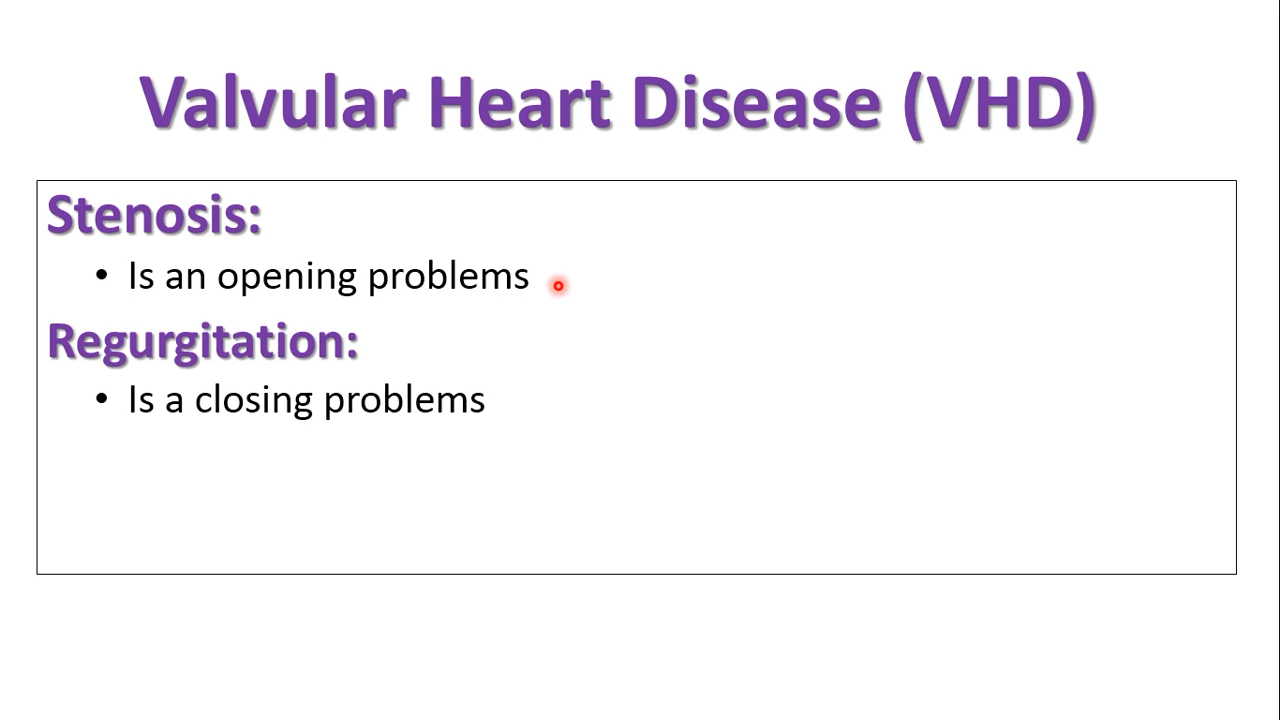 Valvular Heart Disease (VHD)
Stenosis:
• Is an opening problems
Regurgitation:
• Is a closing problems